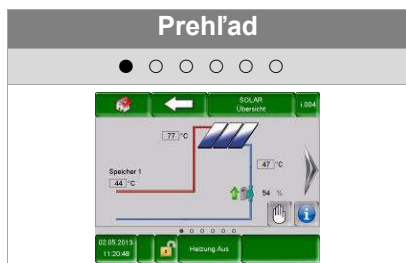 Prehľad
SOLAR
Übersicht
i.004
77 °C
Speicher 1
44 °C
47 °C
54 %
02.05.2013
11:20:48
Heizung Aus